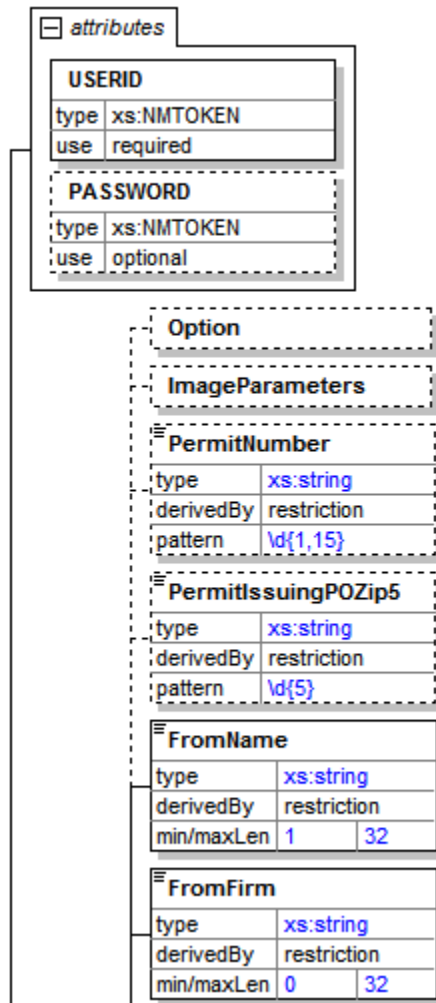 attributes
USERID
type xs:NMTOKEN
use required
PASSWORD
type xs:NMTOKEN
use optional
Option
ImageParameters
PermitNumber
type xs:string
derivedBy restriction
pattern \d{1,15}
PermitIssuingPOZip5
type xs:string
derivedBy restriction
pattern \d{5}
FromName
type xs:string
derivedBy restriction
min/maxLen 1 32
FromFirm
type xs:string
derivedBy restriction
min/maxLen 0 32